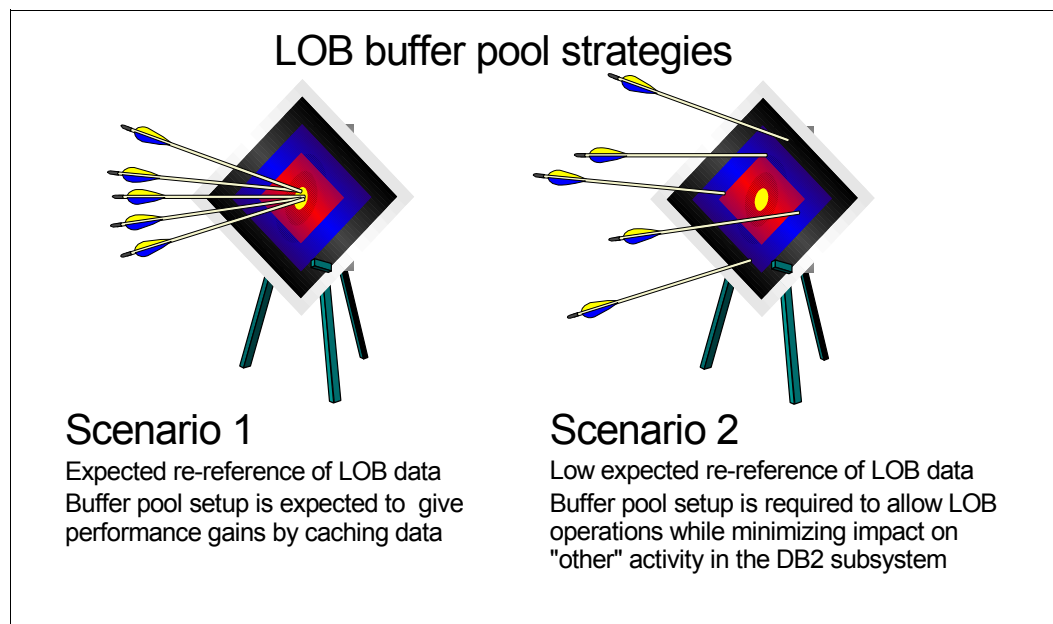 LOB buffer pool strategies
Scenario 1
Expected re-reference of LOB data
Buffer pool setup is expected to give
performance gains by caching data
Scenario 2
Low expected re-reference of LOB data
Buffer pool setup is required to allow LOB
operations while minimizing impact on
"other" activity in the DB2 subsystem